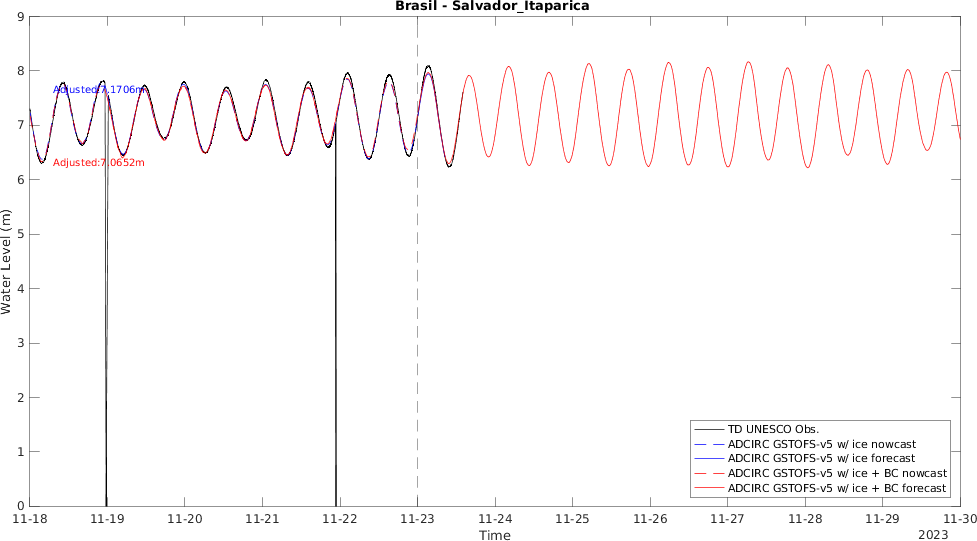 Brasil - Salvador_Itaparica
Water Level (m)
9
8
7
6
5
4
3
2
1
0
Adjusted:7.1706m
Adjusted:7.0652m
TD UNESCO Obs.
ADCIRC GSTOFS-v5 w/ ice nowcast
ADCIRC GSTOFS-v5 w/ ice forecast
ADCIRC GSTOFS-v5 w/ ice + BC nowcast
ADCIRC GSTOFS-v5 w/ ice + BC forecast
11-18 11-19 11-20 11-21 11-22 11-23 11-24 11-25 11-26 11-27 11-28 11-29 11-30
Time
2023